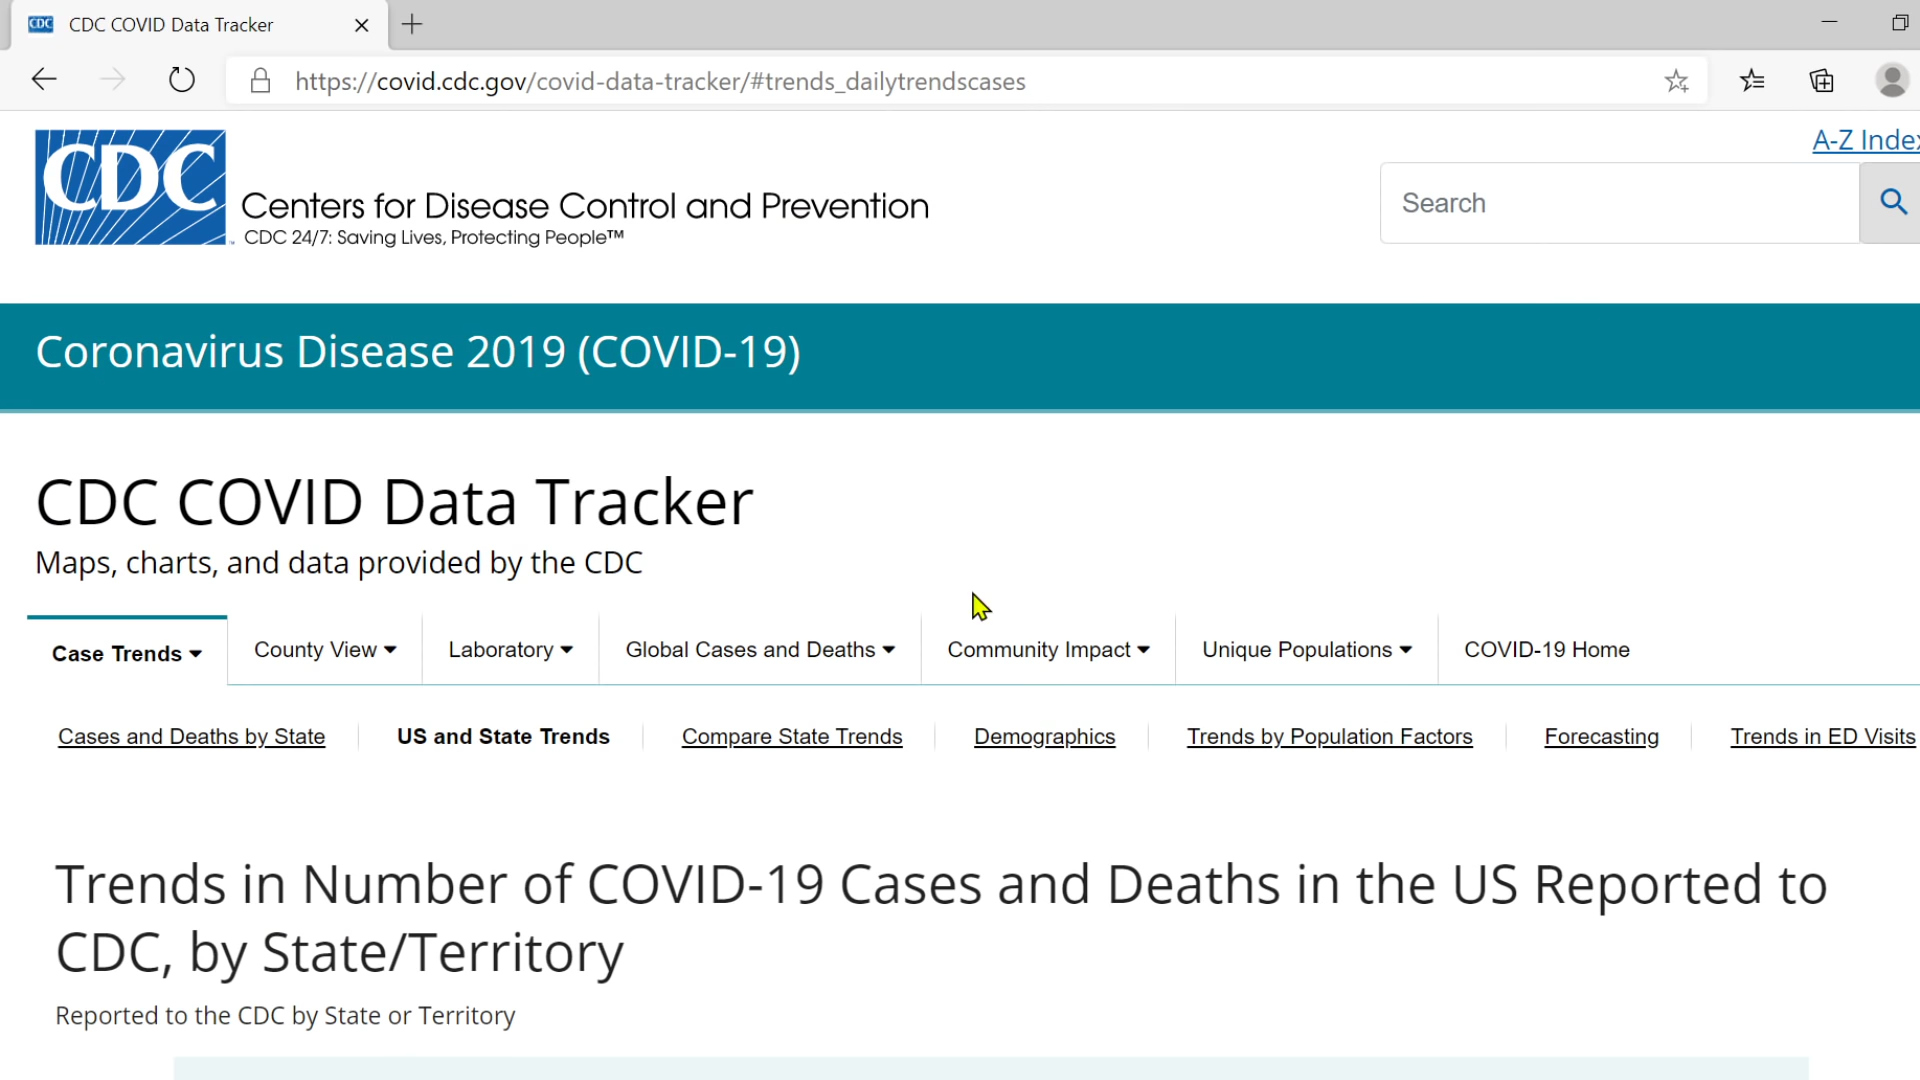 CDC CDC COVID Data Tracker
https://covid.cdc.gov/covid-data-tracker/#trends_dailytrendscases
A-Z Index
CDC
Centers for Disease Control and Prevention
CDC 24/7: Saving Lives, Protecting People™
Search
Coronavirus Disease 2019 (COVID-19)
CDC COVID Data Tracker
Maps, charts, and data provided by the CDC
Case Trends County View Laboratory Global Cases and Deaths Community Impact Unique Populations COVID-19 Home
Cases and Deaths by State US and State Trends Compare State Trends Demographics Trends by Population Factors Forecasting Trends in ED Visits
Trends in Number of COVID-19 Cases and Deaths in the US Reported to
CDC, by State/Territory
Reported to the CDC by State or Territory